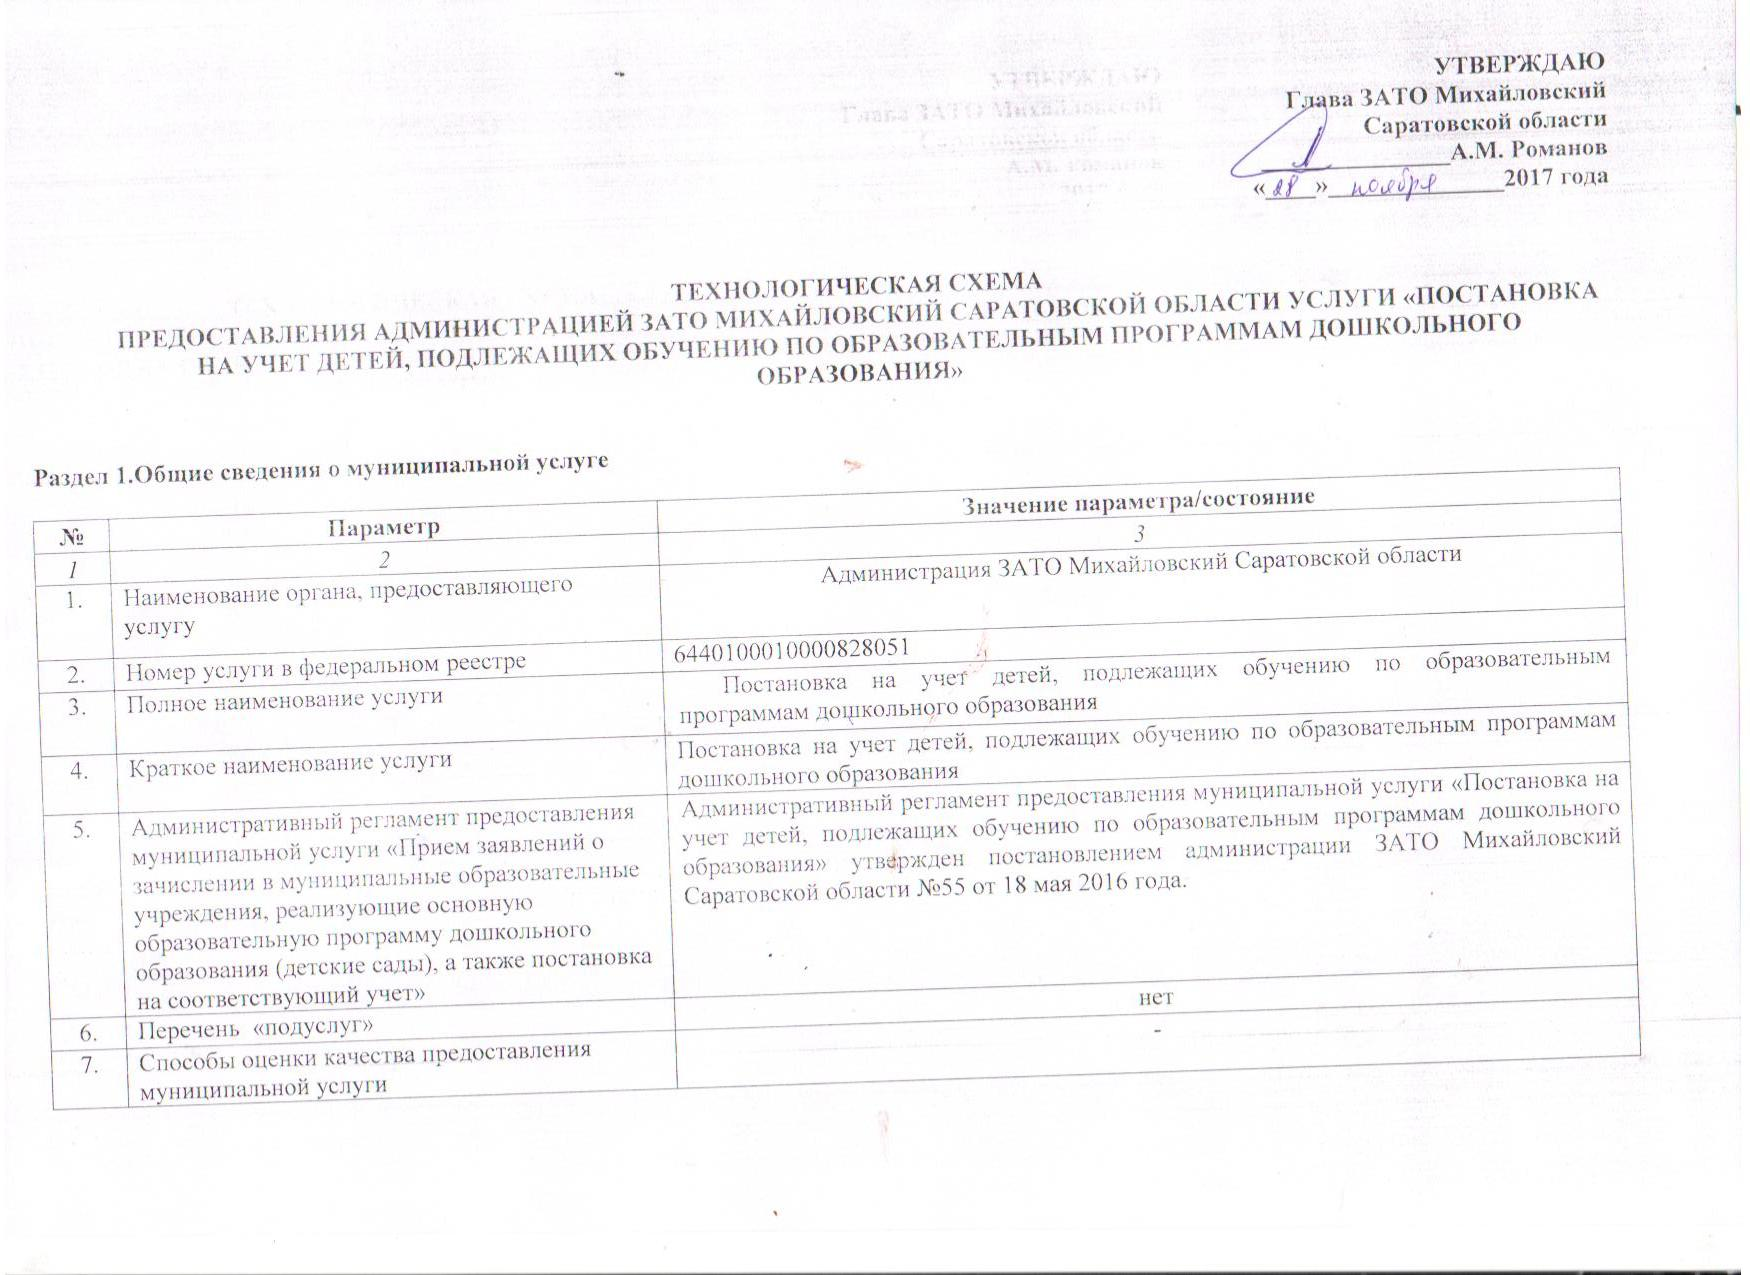 УТВЕРЖДАЮ
Глава ЗАТО Михайловский
Саратовской области
А.М. Романов
«28» ноября 2017 года
ТЕХНОЛОГИЧЕСКАЯ СХЕМА
ПРЕДОСТАВЛЕНИЯ АДМИНИСТРАЦИЕЙ ЗАТО МИХАЙЛОВСКИЙ САРАТОВСКОЙ ОБЛАСТИ УСЛУГИ «ПОСТАНОВКА
НА УЧЕТ ДЕТЕЙ, ПОДЛЕЖАЩИХ ОБУЧЕНИЮ ПО ОБРАЗОВАТЕЛЬНЫМ ПРОГРАММАМ ДОШКОЛЬНОГО
ОБРАЗОВАНИЯ»
Раздел 1.Общие сведения о муниципальной услуге
№ Параметр Значение параметра/состояние
1 2 3
1. Наименование органа, предоставляющего
услугу
Администрация ЗАТО Михайловский Саратовской области
2. Номер услуги в федеральном реестре 6440100010000828051
3. Полное наименование услуги
Постановка на учет детей, подлежащих обучению по образовательным
программам дошкольного образования
4. Краткое наименование услуги
Постановка на учет детей, подлежащих обучению по образовательным программам
дошкольного образования
5. Административный регламент предоставления
муниципальной услуги «Прием заявлений о
зачислении в муниципальные образовательные
учреждения, реализующие основную
образовательную программу дошкольного
образования (детские сады), а также постановка
на соответствующий учет»
Административный регламент предоставления муниципальной услуги «Постановка на
учет детей, подлежащих обучению по образовательным программам дошкольного
образования» утвержден постановлением администрации ЗАТО Михайловский
Саратовской области №55 от 18 мая 2016 года.
6. Перечень «подуслуг» нет
7. Способы оценки качества предоставления
муниципальной услуги
-